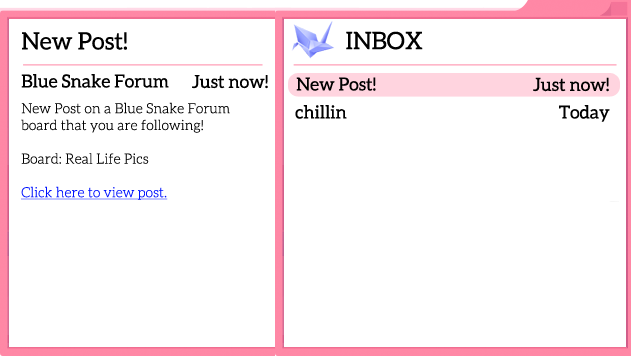 New Post!
Blue Snake Forum Just now!
New Post on a Blue Snake Forum
board that you are following!
Board: Real Life Pics
Click here to view post.
INBOX
New Post! Just now!
chillin Today